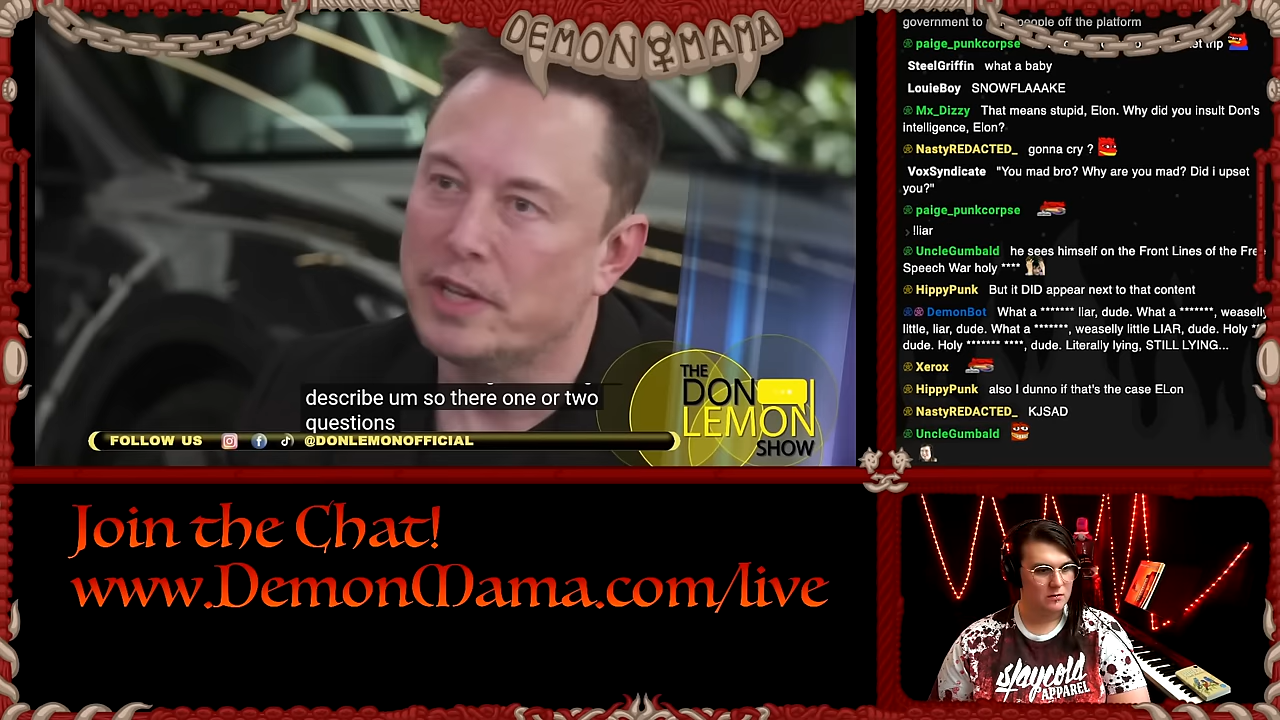 DEMON MAMA
government to people off the platform
paige_punkcorpse trip
SteelGriffin what a baby
LouieBoy SNOWFLAAAKE
Mx_Dizzy That means stupid, Elon. Why did you insult Don's
intelligence, Elon?
NastyREDACTED_ gonna cry ?
VoxSyndicate "You mad bro? Why are you mad? Did i upset
you?"
paige_punkcorpse
!liar
UncleGumbald he sees himself on the Front Lines of the Free
Speech War holy ****
HippyPunk But it DID appear next to that content
DemonBot What a ******* liar, dude. What a *******, weaselly
little, liar, dude. What a *******, weaselly little LIAR, dude. Holy
dude. Holy ******* ****, dude. Literally lying, STILL LYING...
Xerox
HippyPunk also I dunno if that's the case ELon
NastyREDACTED_ KJSAD
UncleGumbald
describe um so there one or two
questions
FOLLOW US @DONLEMONOFFICIAL
THE
DON
LEMON
SHOW
Join the Chat!
www.DemonMama.com/live
staycold
APPAREL